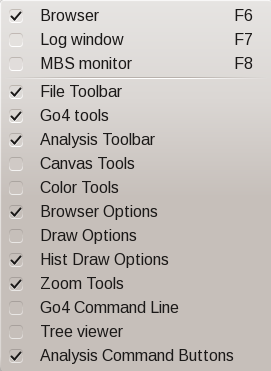 Browser F6
Log window F7
MBS monitor F8
File Toolbar
Go4 tools
Analysis Toolbar
Canvas Tools
Color Tools
Browser Options
Draw Options
Hist Draw Options
Zoom Tools
Go4 Command Line
Tree viewer
Analysis Command Buttons